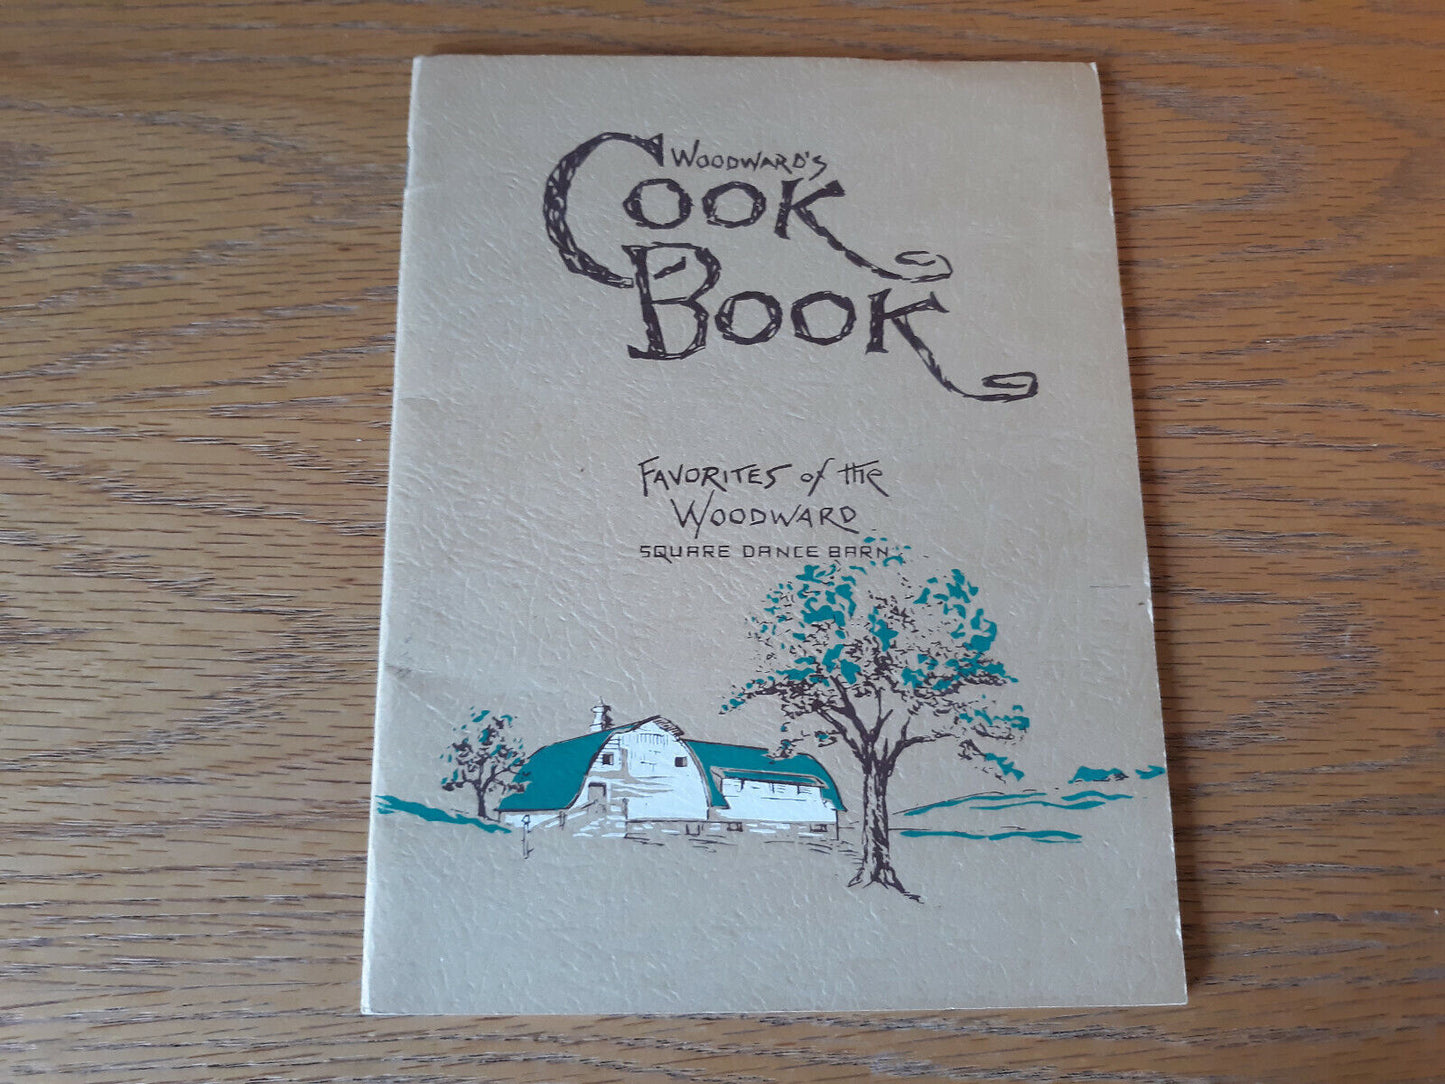 WOODWARD'S
COOK
BOOK
FAVORITES of the
WOODWARD
SQUARE DANCE BARN